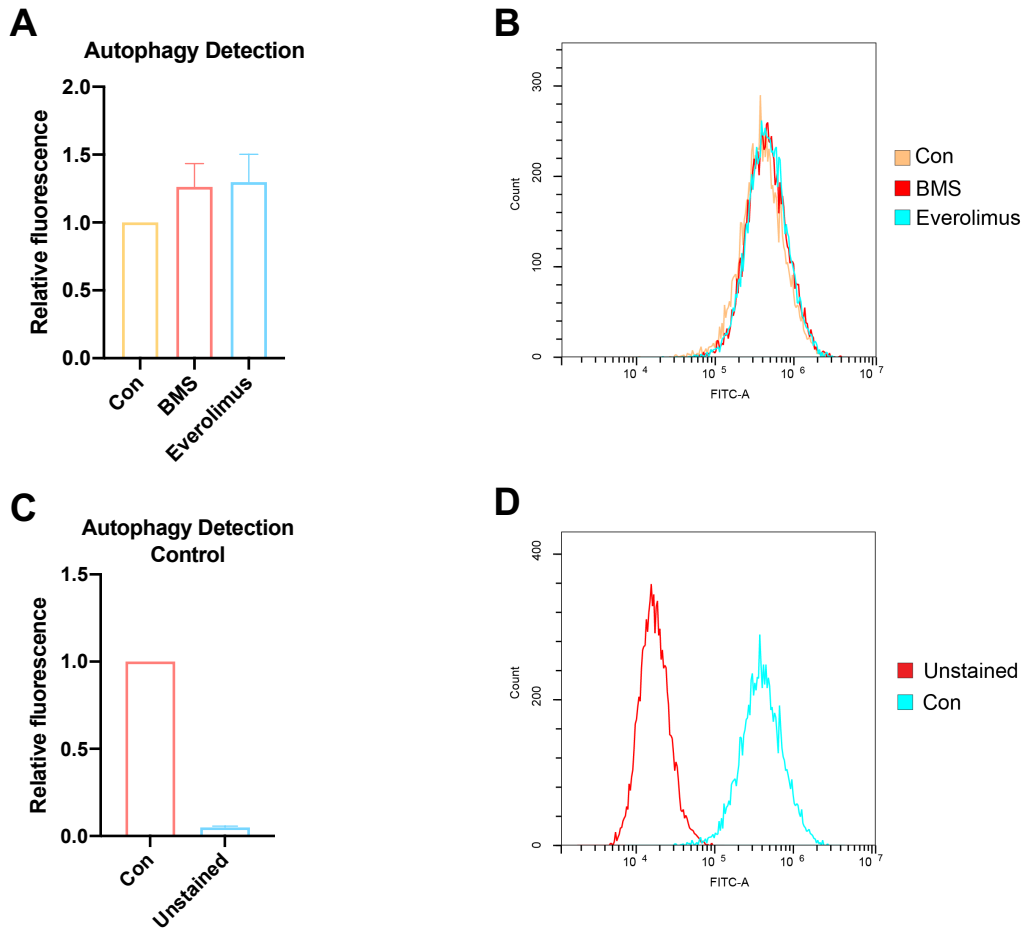 A
Autophagy Detection
Relative fluorescence
2.0
1.5
1.0
0.5
0.0
Con
BMS
Everolimus
B
Count
300
200
100
0
10 4
10 5
10 6
10 7
FITC-A
Con
BMS
Everolimus
C
Autophagy Detection
Control
Relative fluorescence
1.5
1.0
0.5
0.0
Con
Unstained
D
Count
400
200
0
10 4
10 5
10 6
10 7
FITC-A
Unstained
Con